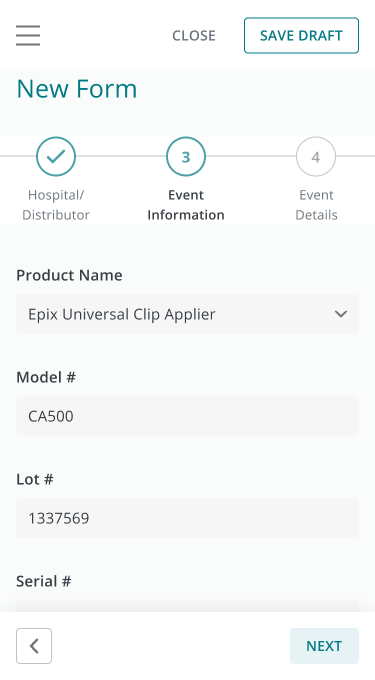 CLOSE
SAVE DRAFT
New Form
3
4
Hospital/
Distributor
Event
Information
Event
Details
Product Name
Epix Universal Clip Applier
Model #
CA500
Lot #
1337569
Serial #
NEXT